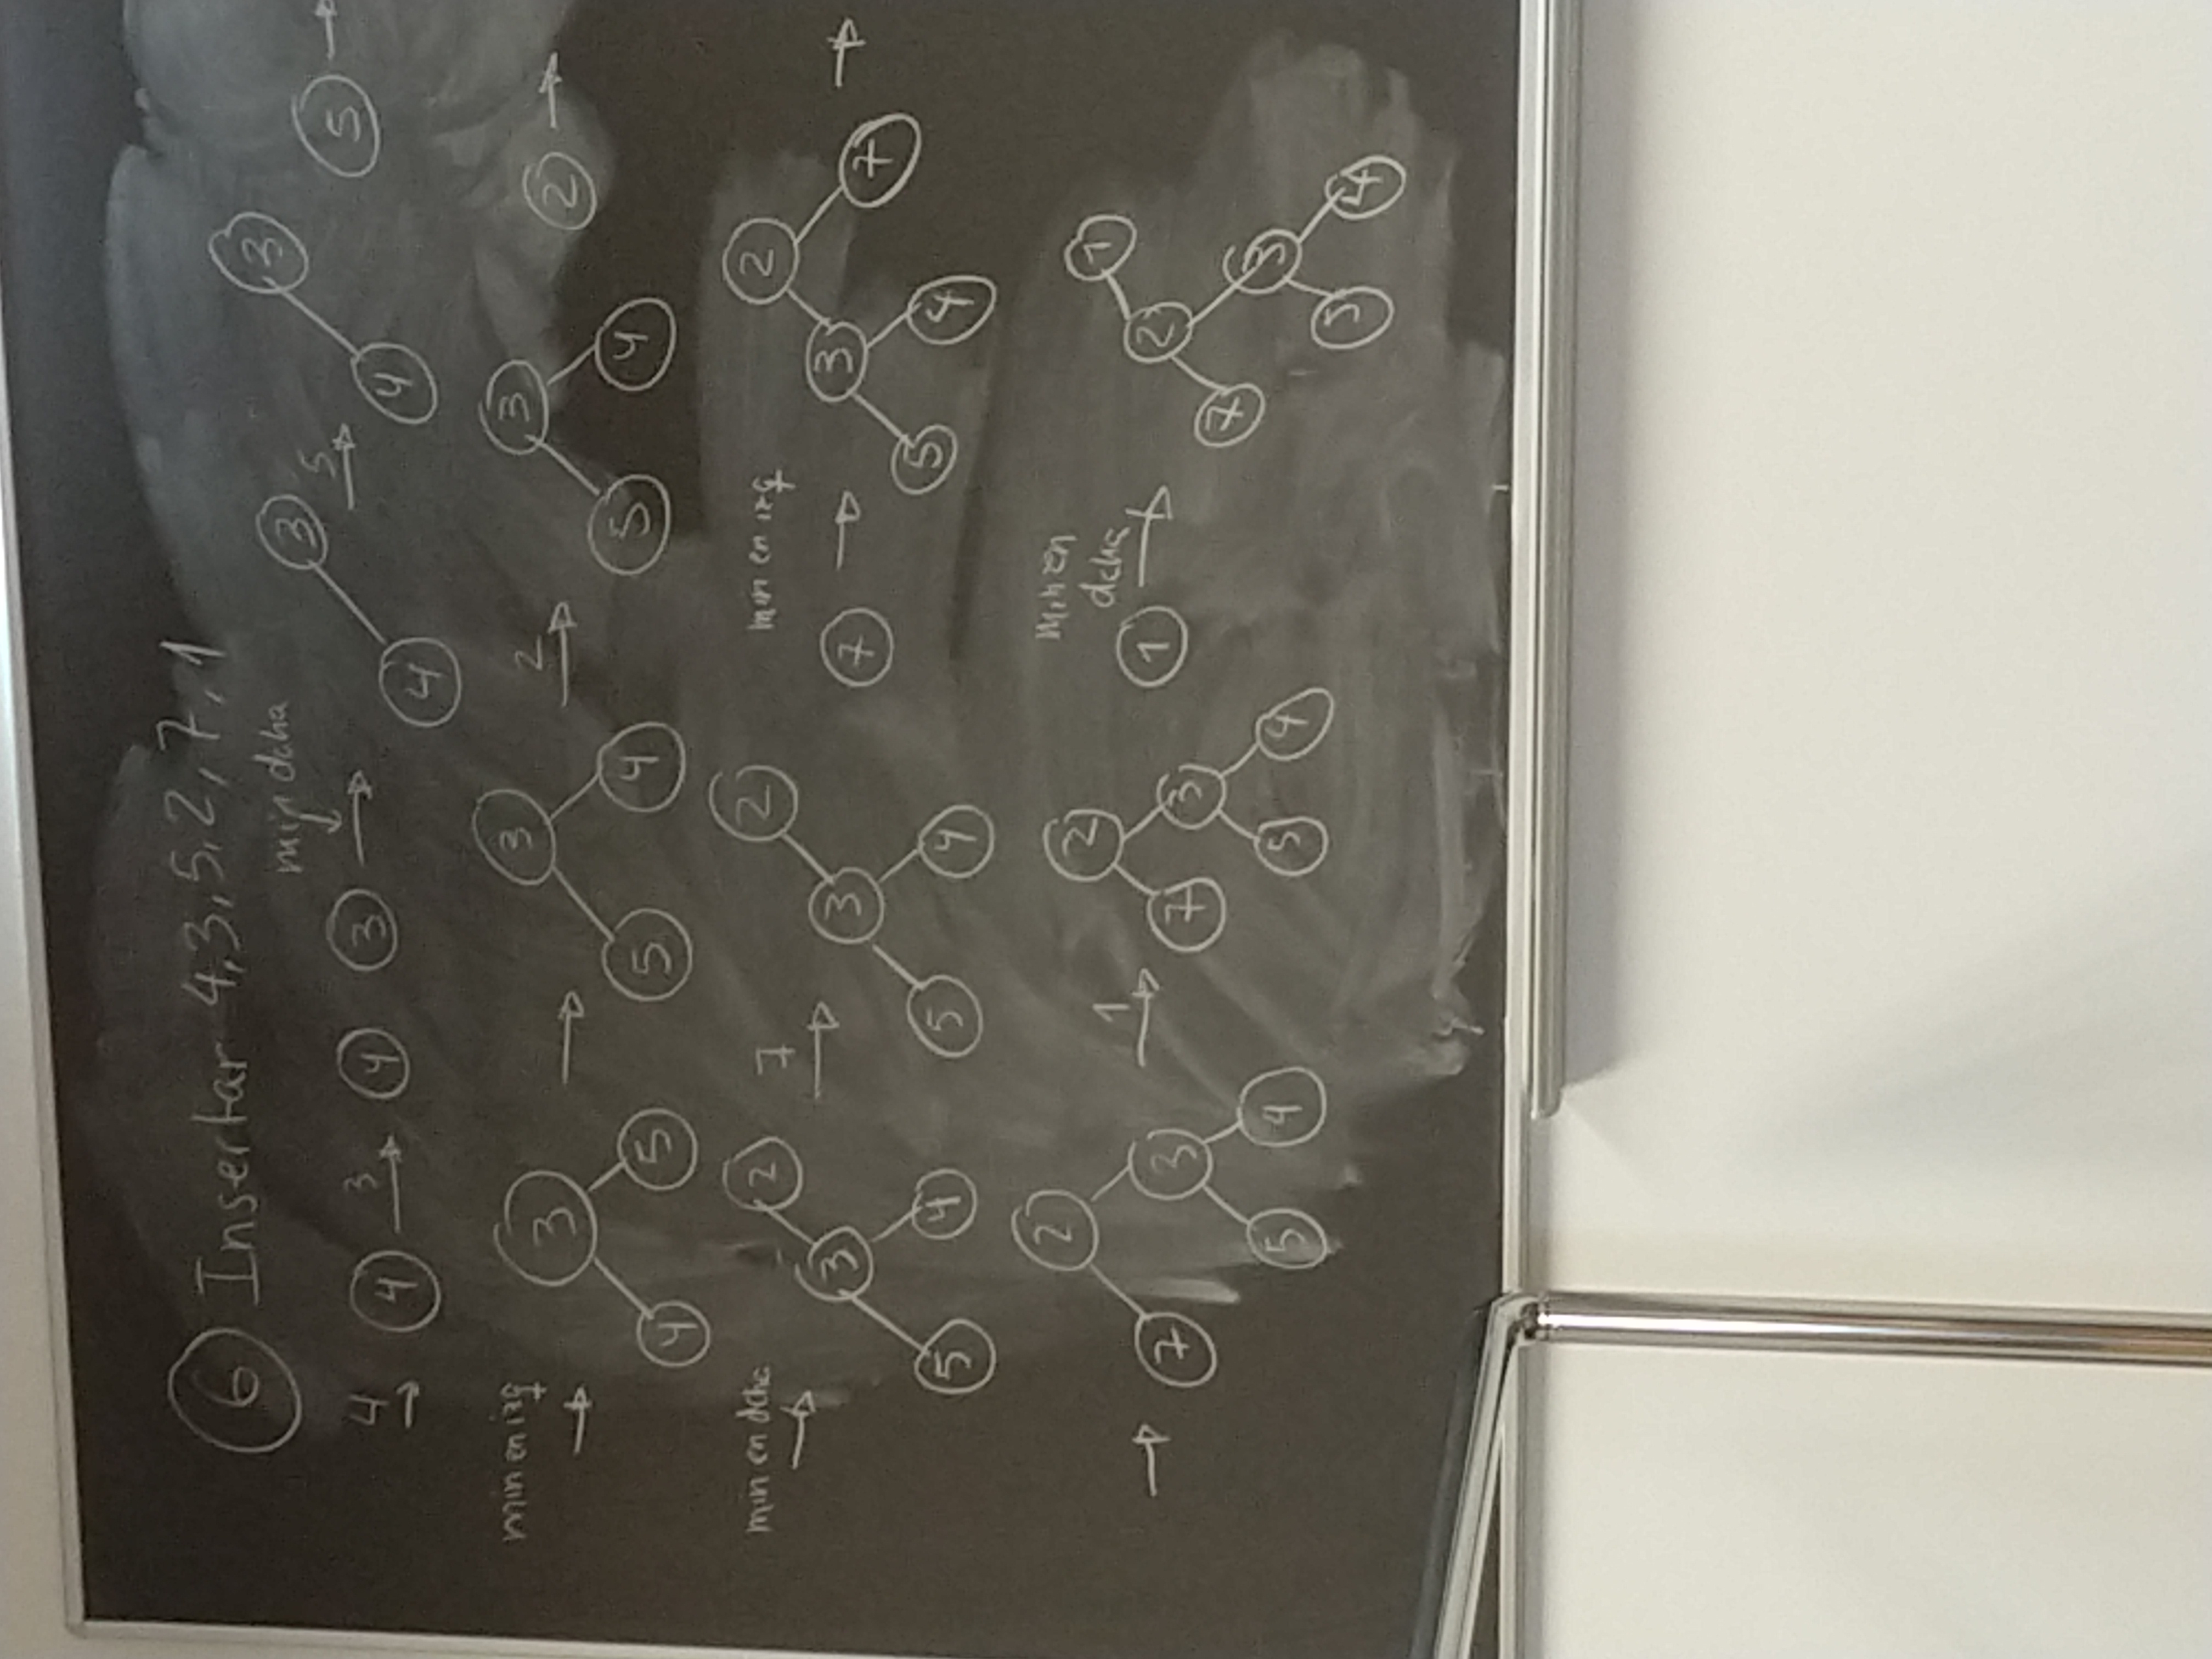 6 Insertar 4,3,5,2,7,1
min dcha
4 4 3 4 3 3 4 5 3 4 5
min en izq 3 4 5 3 5 4 2 3 5 4 2
min en dcha 2 3 5 4 7 2 3 5 4 7 min en izq 2 3 7 5 4
2 7 3 5 4 1 2 7 3 5 4 1 min en dcha 1 2 7 3 5 4